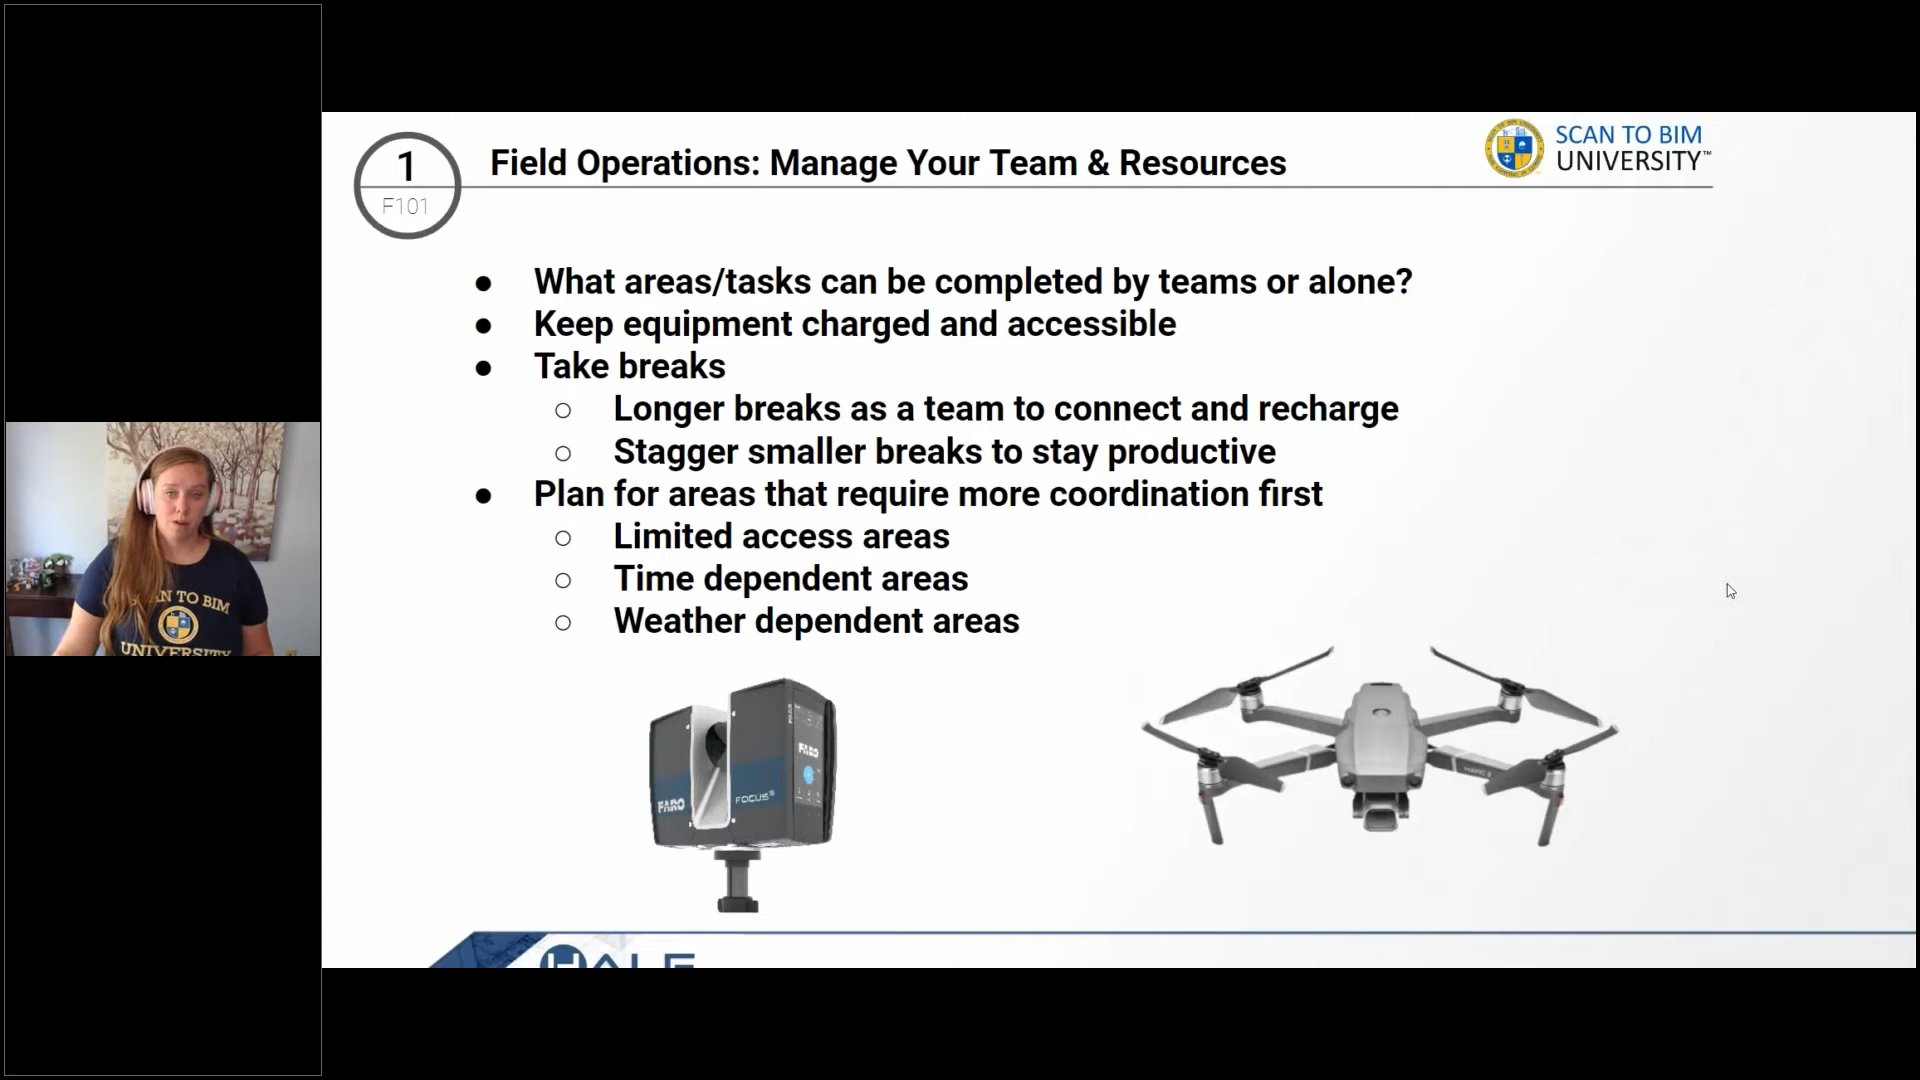 1
F101
Field Operations: Manage Your Team & Resources
SCAN TO BIM
UNIVERSITY™
● What areas/tasks can be completed by teams or alone?
● Keep equipment charged and accessible
● Take breaks
○ Longer breaks as a team to connect and recharge
○ Stagger smaller breaks to stay productive
● Plan for areas that require more coordination first
○ Limited access areas
○ Time dependent areas
○ Weather dependent areas
SCAN TO BIM
UNIVERSITY
FARO
FOCUS S
FARO
HALF